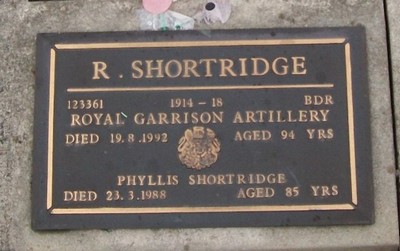 R. SHORTRIDGE
123361 1914 - 18 BDR
ROYAL GARRISON ARTILLERY
DIED 19.8.1992 AGED 94 YRS
PHYLLIS SHORTRIDGE
DIED 23.3.1988 AGED 85 YRS